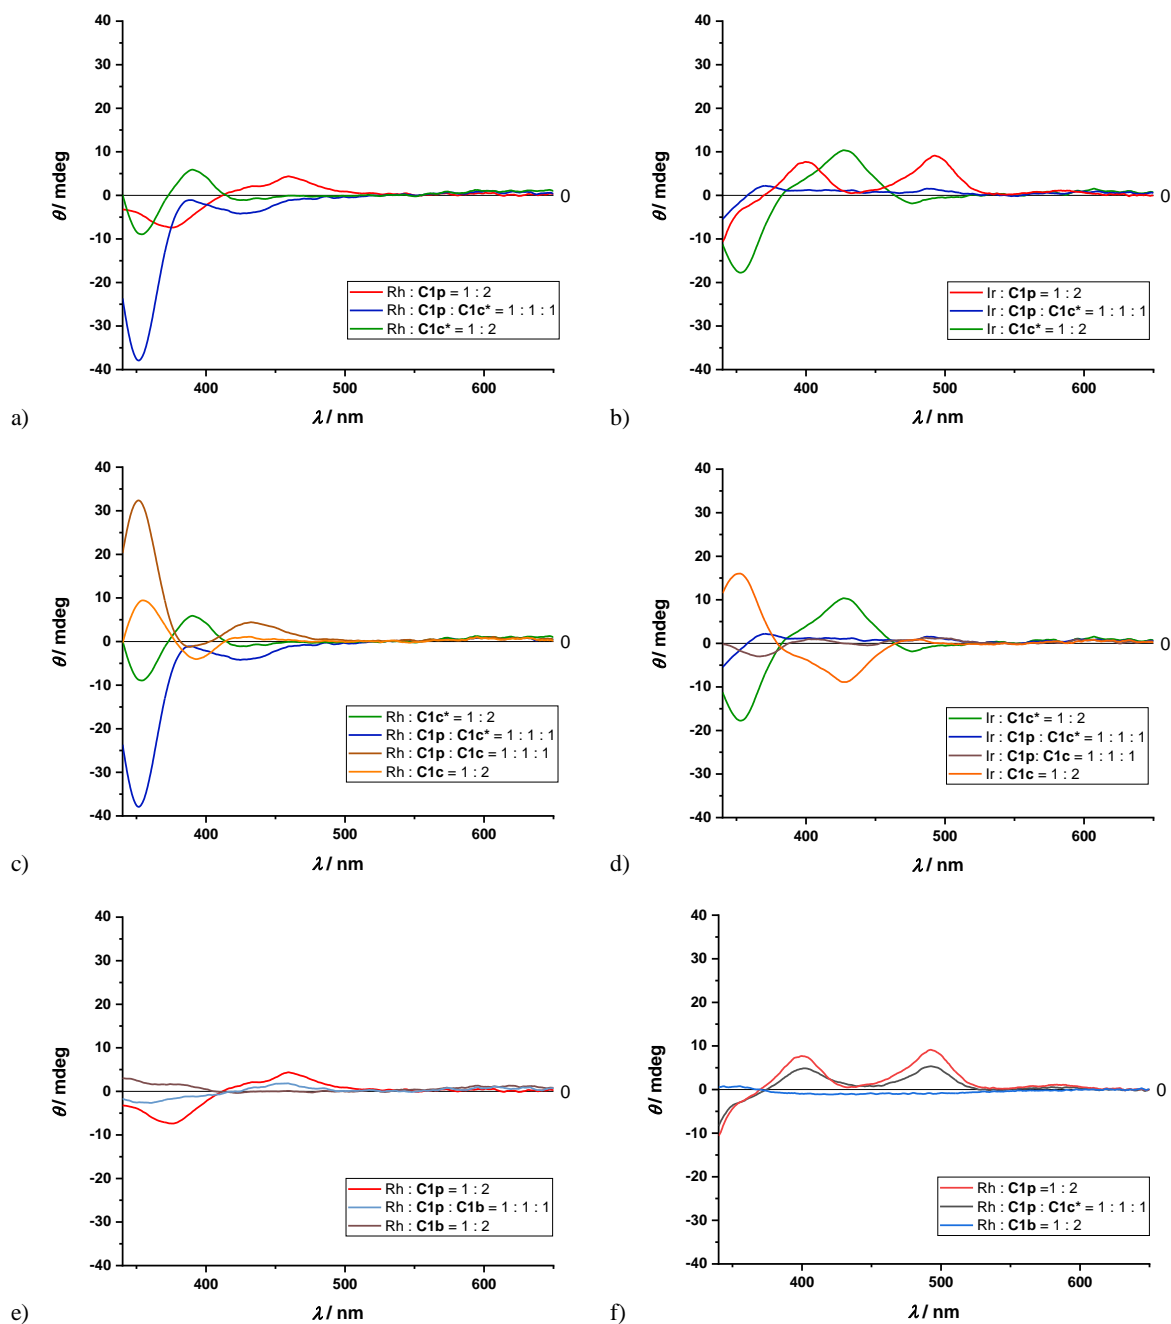 40
30
20
10
0
-10
-20
-30
-40
θ/ mdeg
0
Rh : C1p = 1 : 2
Rh : C1p : C1c* = 1 : 1 : 1
Rh : C1c* = 1 : 2
400 500 600
λ / nm
a)
40
30
20
10
0
-10
-20
-30
-40
θ/ mdeg
0
Ir : C1p = 1 : 2
Ir : C1p : C1c* = 1 : 1 : 1
Ir : C1c* = 1 : 2
400 500 600
λ / nm
b)
40
30
20
10
0
-10
-20
-30
-40
θ/ mdeg
0
Rh : C1c* = 1 : 2
Rh : C1p : C1c* = 1 : 1 : 1
Rh : C1p : C1c = 1 : 1 : 1
Rh : C1c = 1 : 2
400 500 600
λ / nm
c)
40
30
20
10
0
-10
-20
-30
-40
θ/ mdeg
0
Ir : C1c* = 1 : 2
Ir : C1p : C1c* = 1 : 1 : 1
Ir : C1p: C1c = 1 : 1 : 1
Ir : C1c = 1 : 2
400 500 600
λ / nm
d)
40
30
20
10
0
-10
-20
-30
-40
θ/ mdeg
0
Rh : C1p = 1 : 2
Rh : C1p : C1b = 1 : 1 : 1
Rh : C1b = 1 : 2
400 500 600
λ / nm
e)
40
30
20
10
0
-10
-20
-30
-40
θ/ mdeg
0
Rh : C1p =1 : 2
Rh : C1p : C1c* = 1 : 1 : 1
Rh : C1b = 1 : 2
400 500 600
λ / nm
f)